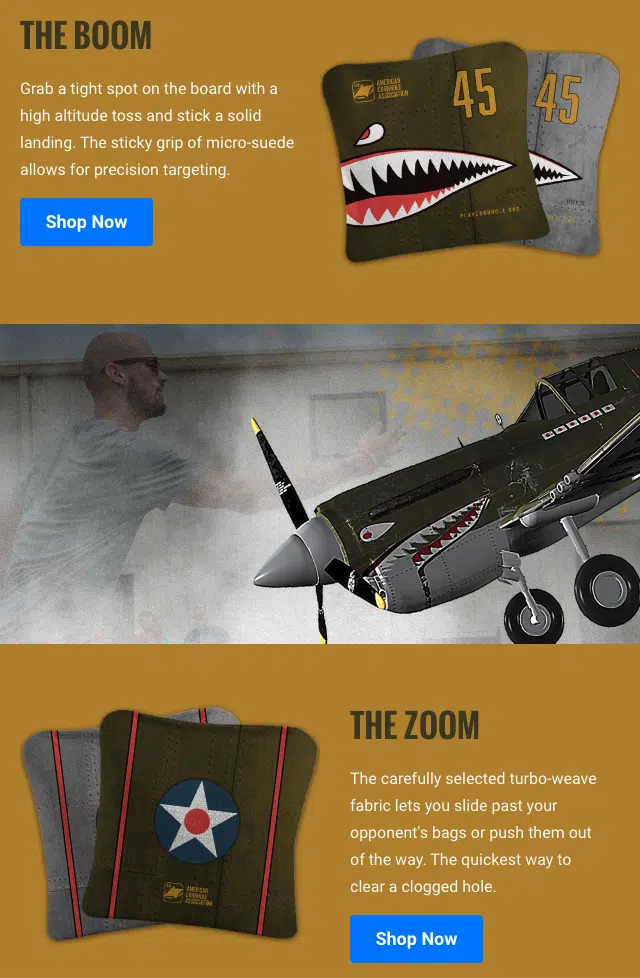 THE BOOM
Grab a tight spot on the board with a
high altitude toss and stick a solid
landing. The sticky grip of micro-suede
allows for precision targeting.
Shop Now
AMERICAN
CORNHOLE
ASSOCIATION
45
45
THE ZOOM
The carefully selected turbo-weave
fabric lets you slide past your
opponent's bags or push them out
of the way. The quickest way to
clear a clogged hole.
Shop Now
AMERICAN
CORNHOLE
ASSOCIATION